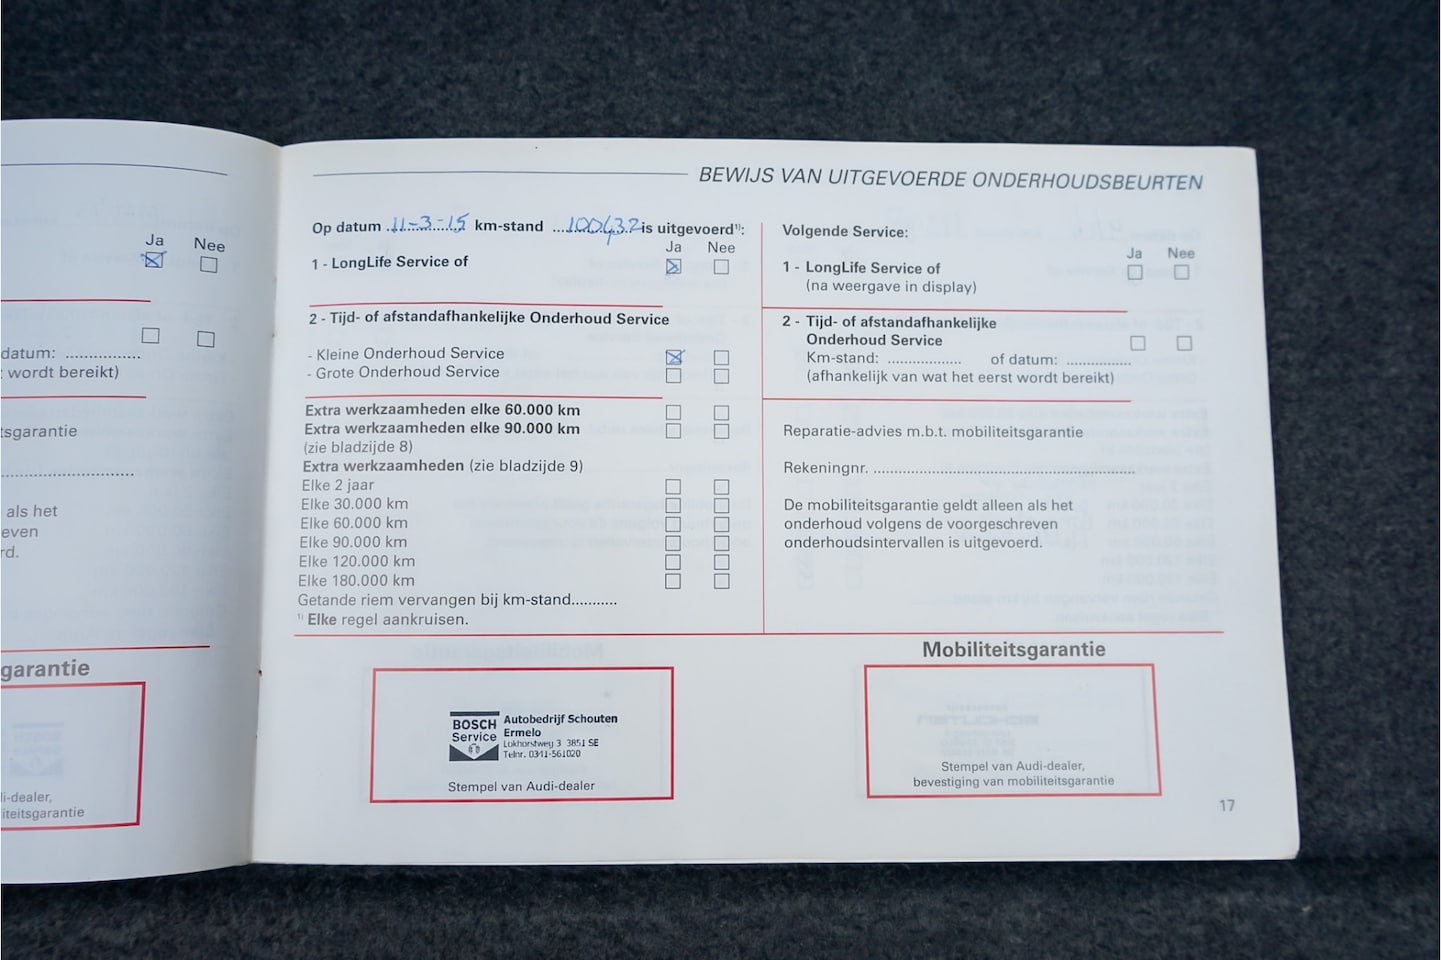 Ja Nee
datum: ...............
wordt bereikt)
garantie
als het
BEWIJS VAN UITGEVOERDE ONDERHOUDSBEURTEN
Op datum 11-3-15 km-stand 100432 is uitgevoerd¹⁾:
Ja Nee
1 - LongLife Service of
2 - Tijd- of afstandafhankelijke Onderhoud Service
- Kleine Onderhoud Service
- Grote Onderhoud Service
Extra werkzaamheden elke 60.000 km
Extra werkzaamheden elke 90.000 km
(zie bladzijde 8)
Extra werkzaamheden (zie bladzijde 9)
Elke 2 jaar
Elke 30.000 km
Elke 60.000 km
Elke 90.000 km
Elke 120.000 km
Elke 180.000 km
Getande riem vervangen bij km-stand...........
¹⁾ Elke regel aankruisen.
Volgende Service:
Ja Nee
1 - LongLife Service of
(na weergave in display)
2 - Tijd- of afstandafhankelijke
Onderhoud Service
Km-stand: ................. of datum: ...............
(afhankelijk van wat het eerst wordt bereikt)
Reparatie-advies m.b.t. mobiliteitsgarantie
Rekeningnr. ..........................................................
De mobiliteitsgarantie geldt alleen als het
onderhoud volgens de voorgeschreven
onderhoudsintervallen is uitgevoerd.
BOSCH
Service
Autobedrijf Schouten
Ermelo
Lokhorstweg 3 3851 SE
Telnr. 0341-561020
Stempel van Audi-dealer
Mobiliteitsgarantie
Stempel van Audi-dealer,
bevestiging van mobiliteitsgarantie
17